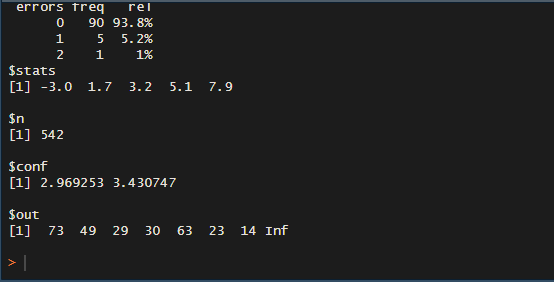 errors freq rel
0 90 93.8%
1 5 5.2%
2 1 1%
$stats
[1] -3.0 1.7 3.2 5.1 7.9
$n
[1] 542
$conf
[1] 2.969253 3.430747
$out
[1] 73 49 29 30 63 23 14 Inf
>